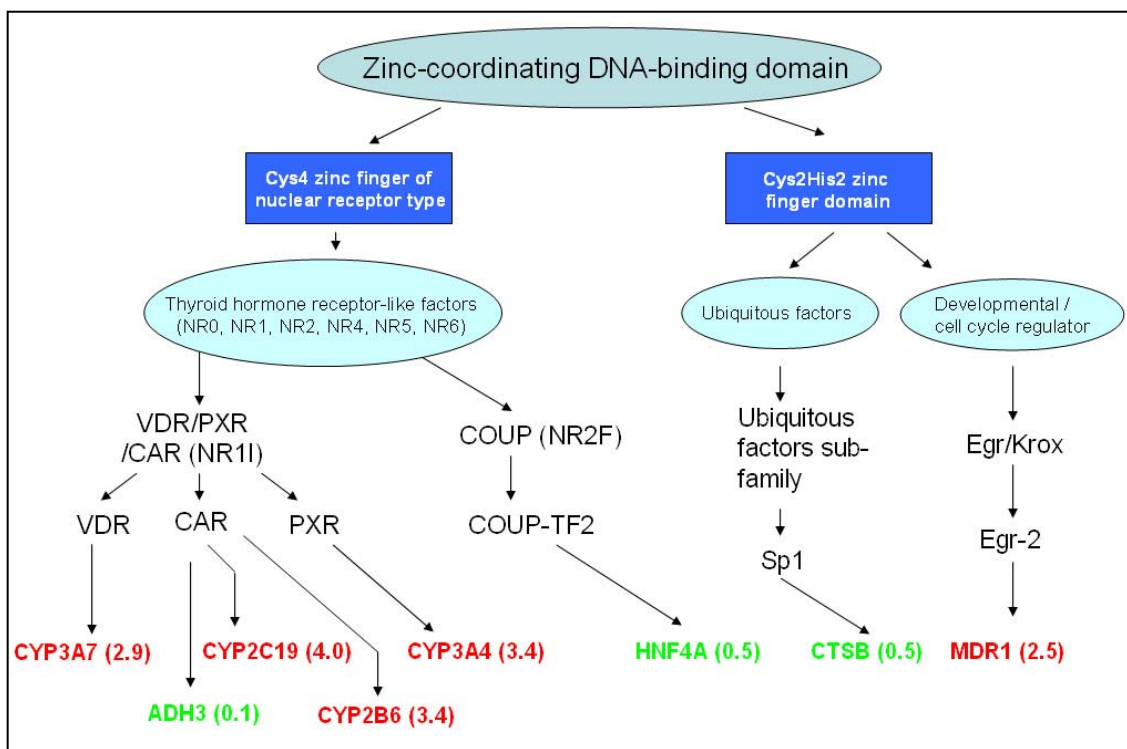 Zinc-coordinating DNA-binding domain
Cys4 zinc finger of
nuclear receptor type
Cys2His2 zinc
finger domain
Thyroid hormone receptor-like factors
(NR0, NR1, NR2, NR4, NR5, NR6)
Ubiquitous factors
Developmental /
cell cycle regulator
VDR/PXR
/CAR (NR1I)
COUP (NR2F)
Ubiquitous
factors sub-
family
Egr/Krox
VDR
CAR
PXR
COUP-TF2
Sp1
Egr-2
CYP3A7 (2.9)
CYP2C19 (4.0)
CYP3A4 (3.4)
HNF4A (0.5)
CTSB (0.5)
MDR1 (2.5)
ADH3 (0.1)
CYP2B6 (3.4)